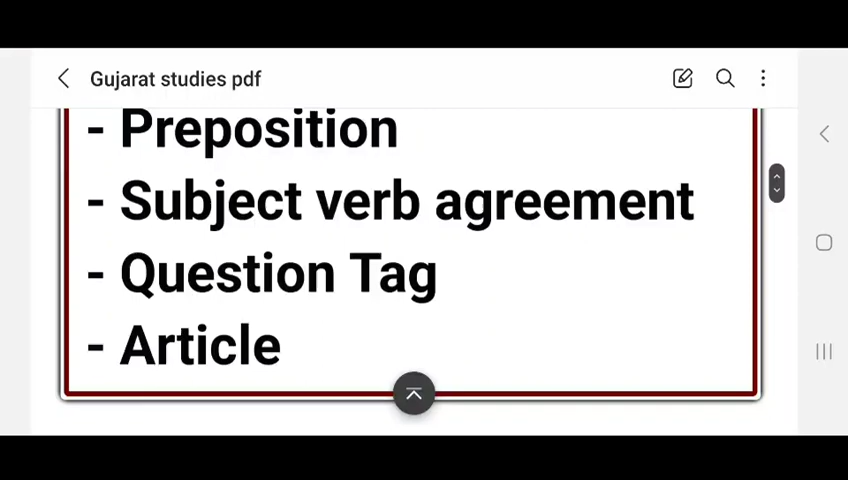 Gujarat studies pdf
- Preposition
- Subject verb agreement
- Question Tag
- Article